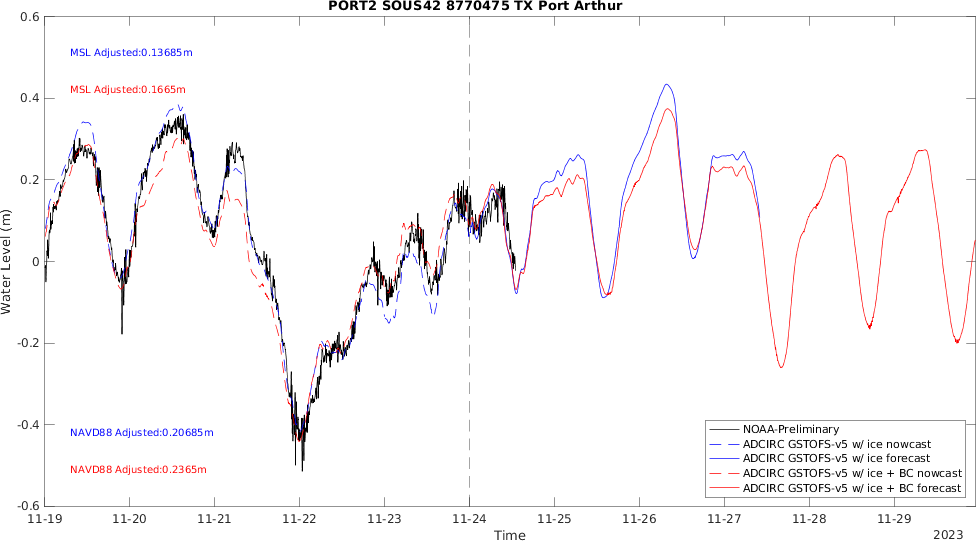 PORT2 SOUS42 8770475 TX Port Arthur
0.6
MSL Adjusted:0.13685m
MSL Adjusted:0.1665m
0.4
0.2
0
-0.2
-0.4
-0.6
Water Level (m)
NAVD88 Adjusted:0.20685m
NAVD88 Adjusted:0.2365m
NOAA-Preliminary
ADCIRC GSTOFS-v5 w/ ice nowcast
ADCIRC GSTOFS-v5 w/ ice forecast
ADCIRC GSTOFS-v5 w/ ice + BC nowcast
ADCIRC GSTOFS-v5 w/ ice + BC forecast
11-19 11-20 11-21 11-22 11-23 11-24 11-25 11-26 11-27 11-28 11-29
Time
2023